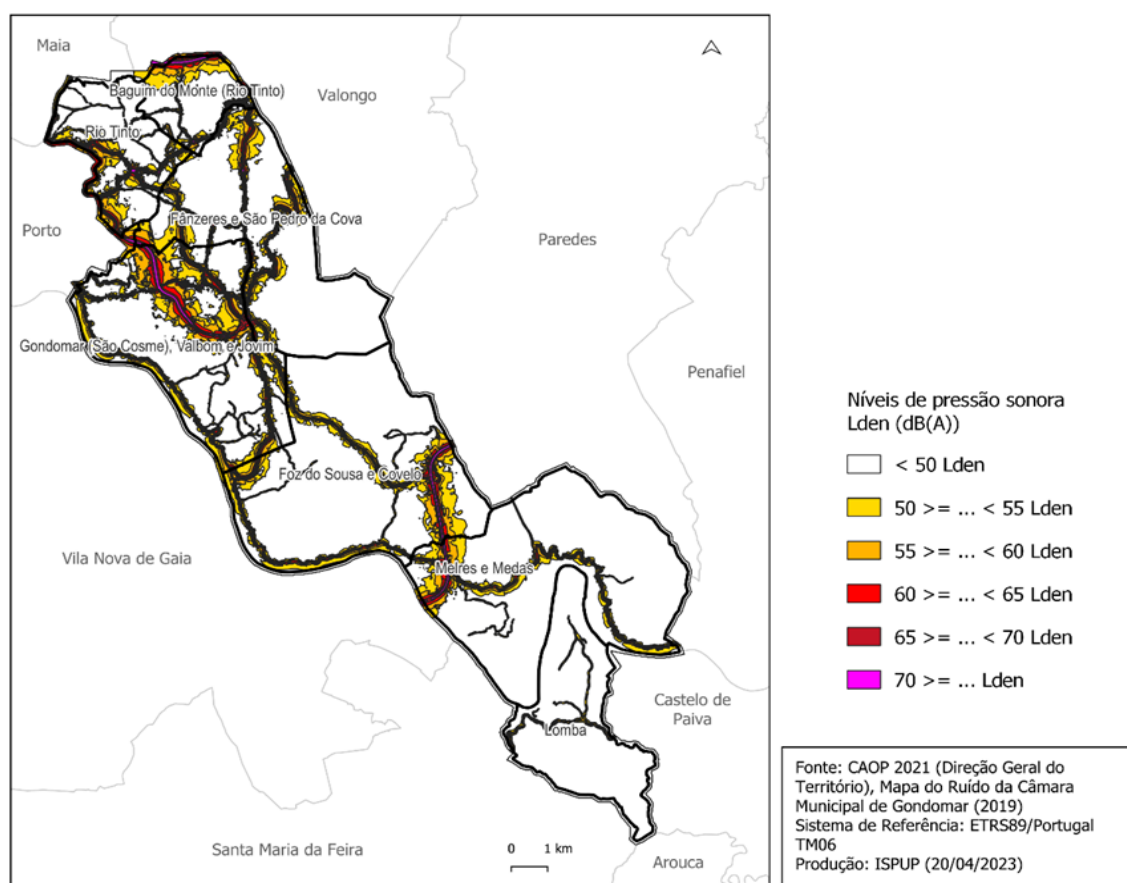 Maia
Valongo
Baguim do Monte (Rio Tinto)
Rio Tinto
Fânzeres e São Pedro da Cova
Porto
Paredes
Gondomar (São Cosme), Valbom e Jovim
Penafiel
Foz do Sousa e Covelo
Vila Nova de Gaia
Melres e Medas
Castelo de
Paiva
Lomba
Santa Maria da Feira
0 1 km
Arouca
Níveis de pressão sonora
Lden (dB(A))
< 50 Lden
50 >= ... < 55 Lden
55 >= ... < 60 Lden
60 >= ... < 65 Lden
65 >= ... < 70 Lden
70 >= ... Lden
Fonte: CAOP 2021 (Direção Geral do
Território), Mapa do Ruído da Câmara
Municipal de Gondomar (2019)
Sistema de Referência: ETRS89/Portugal
TM06
Produção: ISPUP (20/04/2023)